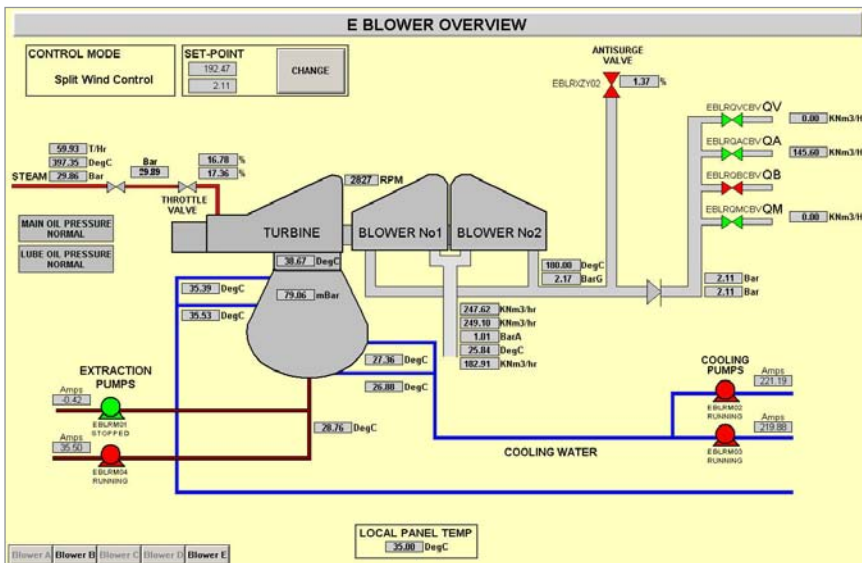 E BLOWER OVERVIEW
CONTROL MODE
Split Wind Control
SET-POINT
192.47
2.11
CHANGE
ANTISURGE
VALVE
EBLRXZY02
1.37 %
EBLRQVCBV QV
0.00 KNm3/H
EBLRQACBV QA
145.60 KNm3/H
EBLRQBCBV QB
EBLRQMCBV QM
0.00 KNm3/H
59.93 T/Hr
397.35 DegC
STEAM 29.86 Bar
Bar
29.89
16.78 %
17.36 %
THROTTLE
VALVE
2827 RPM
MAIN OIL PRESSURE
NORMAL
LUBE OIL PRESSURE
NORMAL
TURBINE
BLOWER No1
BLOWER No2
38.67 DegC
79.06 mBar
35.39 DegC
35.53 DegC
180.00 DegC
2.17 BarG
2.11 Bar
2.11 Bar
247.62 KNm3/hr
249.10 KNm3/hr
1.01 BarA
25.84 DegC
182.91 KNm3/hr
27.36 DegC
26.88 DegC
EXTRACTION
PUMPS
Amps
-0.42
EBLRM01
STOPPED
Amps
35.50
EBLRM04
RUNNING
28.76 DegC
COOLING
PUMPS
Amps
221.19
EBLRM02
RUNNING
Amps
219.88
EBLRM03
RUNNING
COOLING WATER
LOCAL PANEL TEMP
35.00 DegC
Blower A Blower B Blower C Blower D Blower E